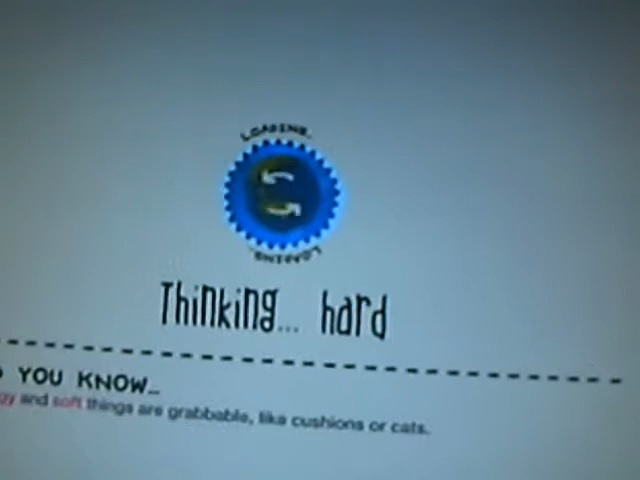 LOADING.
LOADING.
Thinking... hard
YOU KNOW...
and soft things are grabbable, like cushions or cats.